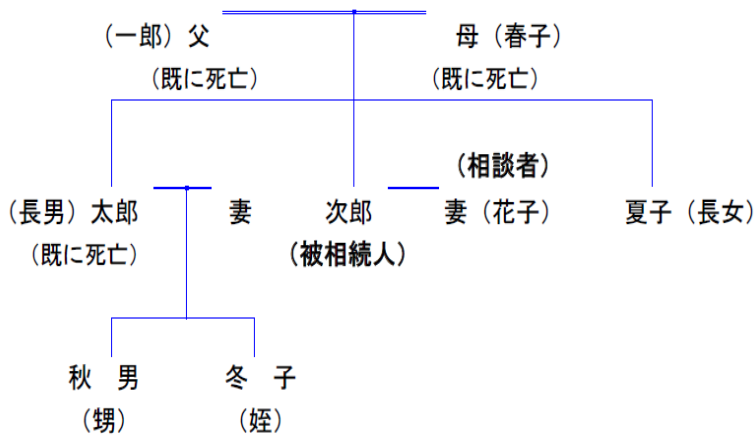 （一郎）父　母（春子）
（既に死亡）　（既に死亡）
（相談者）
（長男）太郎　妻　次郎　妻（花子）　夏子（長女）
（既に死亡）　（被相続人）
秋　男　冬　子
（甥）　（姪）